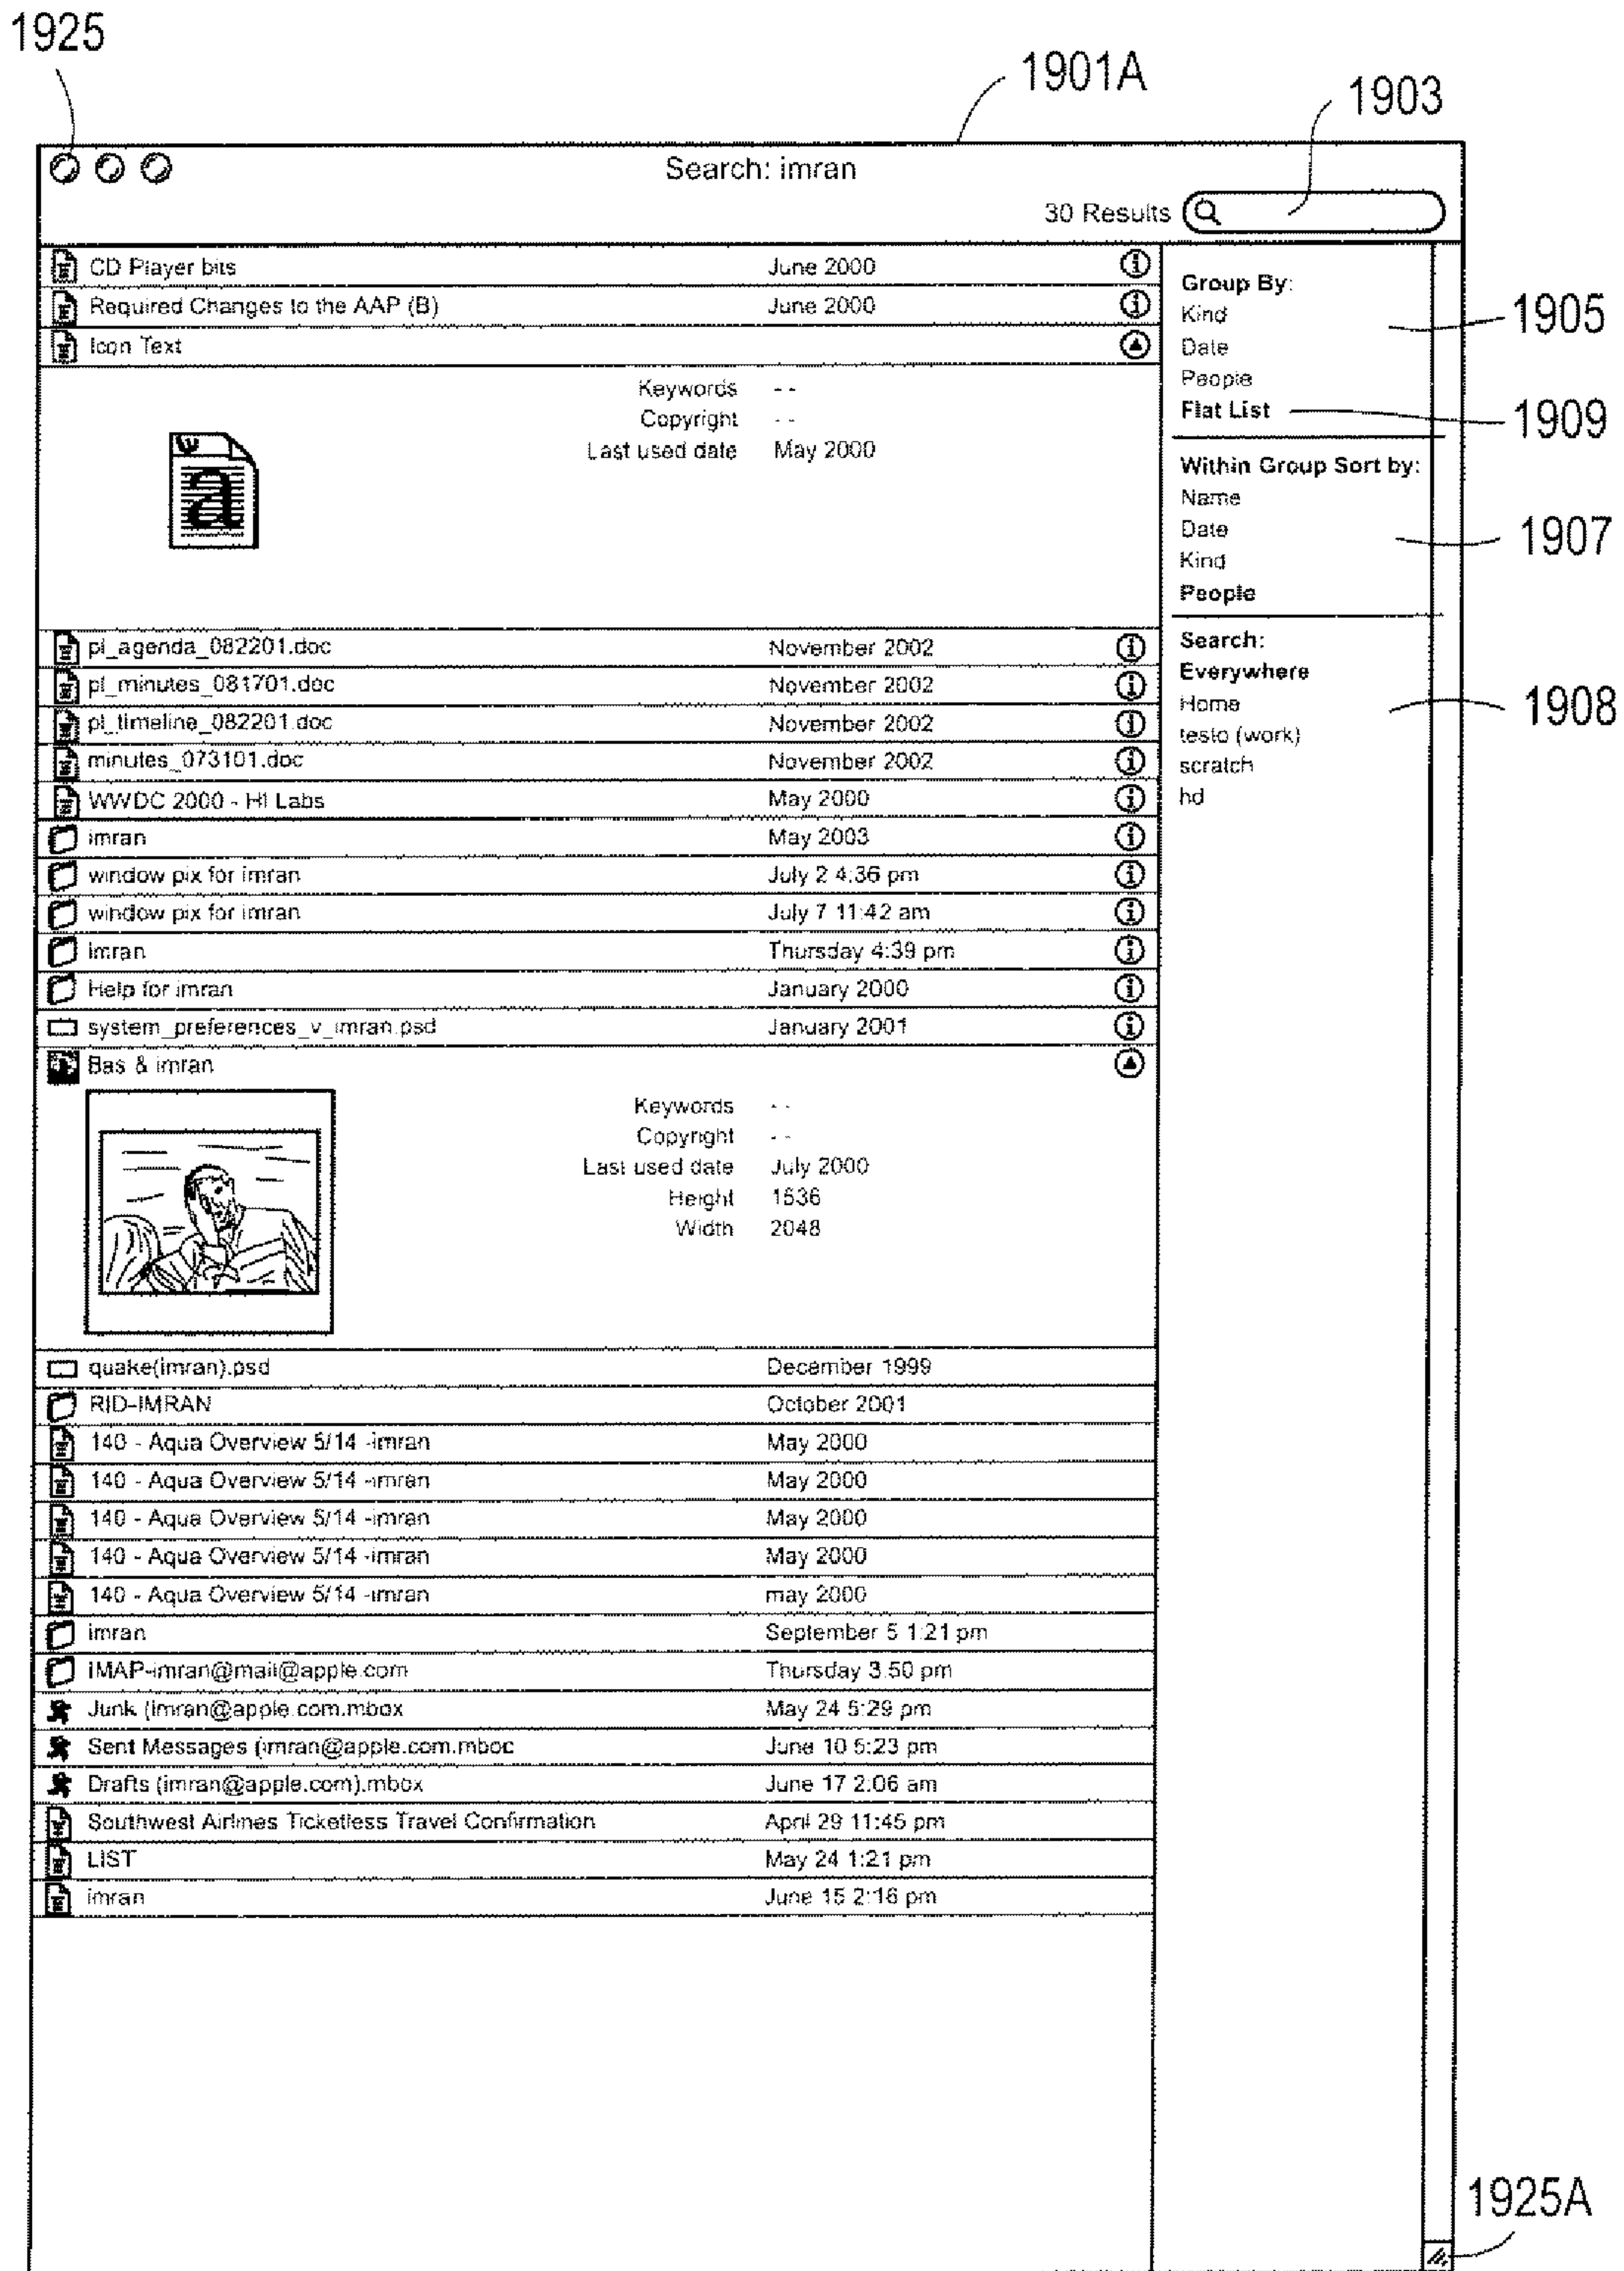 1925
1901A
1903
Search: imran
30 Results
CD Player bits June 2000
Required Changes to the AAP (B) June 2000
Icon Text
Keywords - -
Copyright - -
Last used date May 2000
a
pl_agenda_082201.doc November 2002
pl_minutes_081701.doc November 2002
pl_timeline_082201.doc November 2002
minutes_073101.doc November 2002
WWDC 2000 - HI Labs May 2000
imran May 2003
window pix for imran July 2 4:36 pm
window pix for imran July 7 11:42 am
imran Thursday 4:39 pm
Help for imran January 2000
system_preferences_v_imran.psd January 2001
Bas & imran
Keywords - -
Copyright - -
Last used date July 2000
Height 1536
Width 2048
quake(imran).psd December 1999
RID-IMRAN October 2001
140 - Aqua Overview 5/14 -imran May 2000
140 - Aqua Overview 5/14 -imran May 2000
140 - Aqua Overview 5/14 -imran May 2000
140 - Aqua Overview 5/14 -imran May 2000
140 - Aqua Overview 5/14 -imran may 2000
imran September 5 1:21 pm
IMAP-imran@mail@apple.com Thursday 3:50 pm
Junk (imran@apple.com.mbox May 24 5:29 pm
Sent Messages (imran@apple.com.mboc June 10 5:23 pm
Drafts (imran@apple.com).mbox June 17 2:06 am
Southwest Airlines Ticketless Travel Confirmation April 29 11:45 pm
LIST May 24 1:21 pm
imran June 15 2:16 pm
Group By:
Kind
Date
People
Flat List
Within Group Sort by:
Name
Date
Kind
People
Search:
Everywhere
Home
testo (work)
scratch
hd
1905
1909
1907
1908
1925A